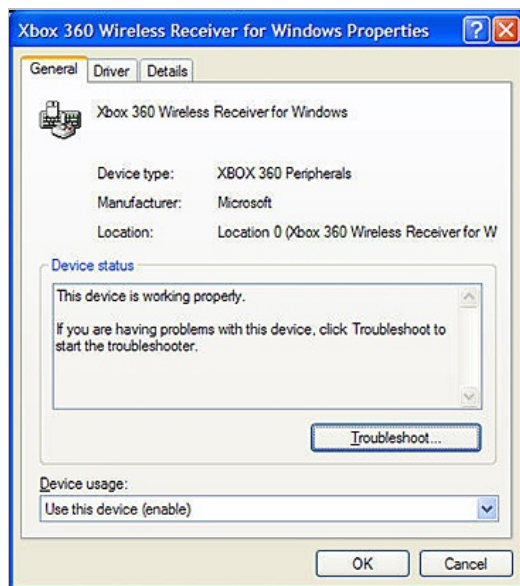 Xbox 360 Wireless Receiver for Windows Properties
General Driver Details
Xbox 360 Wireless Receiver for Windows
Device type: XBOX 360 Peripherals
Manufacturer: Microsoft
Location: Location 0 (Xbox 360 Wireless Receiver for W
Device status
This device is working properly.
If you are having problems with this device, click Troubleshoot to
start the troubleshooter.
Troubleshoot...
Device usage:
Use this device (enable)
OK Cancel